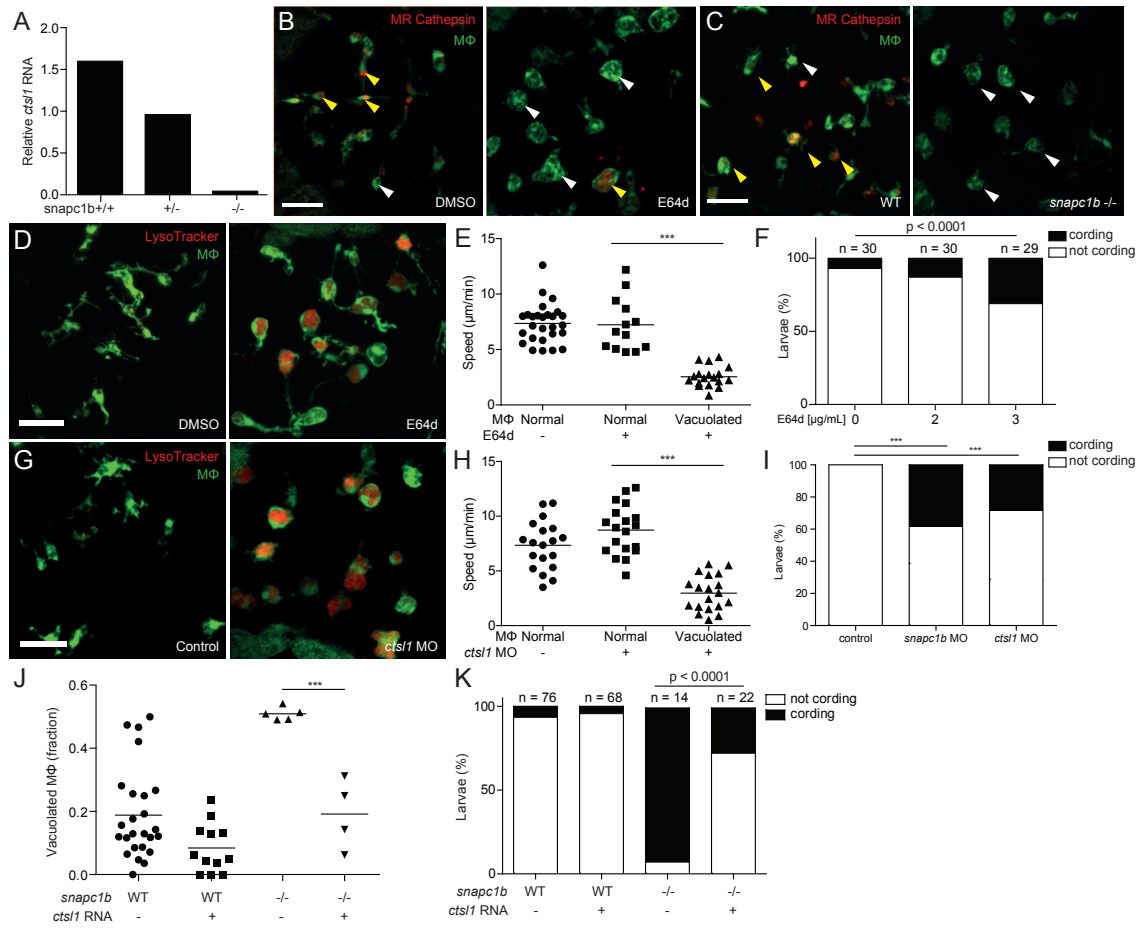 A
2.0
1.5
1.0
0.5
0.0
Relative ctsl1 RNA
snapc1b+/+
+/-
-/-
B
MR Cathepsin
MΦ
DMSO
E64d
C
MR Cathepsin
MΦ
WT
snapc1b -/-
D
LysoTracker
MΦ
DMSO
E64d
E
15
10
5
0
Speed (µm/min)
***
MΦ Normal Normal Vacuolated
E64d - + +
F
p < 0.0001
cording
not cording
n = 30 n = 30 n = 29
100
50
0
Larvae (%)
E64d [µg/mL] 0 2 3
G
LysoTracker
MΦ
Control
ctsl1 MO
H
15
10
5
0
Speed (µm/min)
***
MΦ Normal Normal Vacuolated
ctsl1 MO - + +
I
*** ***
cording
not cording
100
80
60
40
20
0
Larvae (%)
control snapc1b MO ctsl1 MO
J
0.6
0.4
0.2
0.0
Vacuolated MΦ (fraction)
***
snapc1b WT WT -/- -/-
ctsl1 RNA - + - +
K
p < 0.0001
n = 76 n = 68 n = 14 n = 22
not cording
cording
100
50
0
Larvae (%)
snapc1b WT WT -/- -/-
ctsl1 RNA - + - +